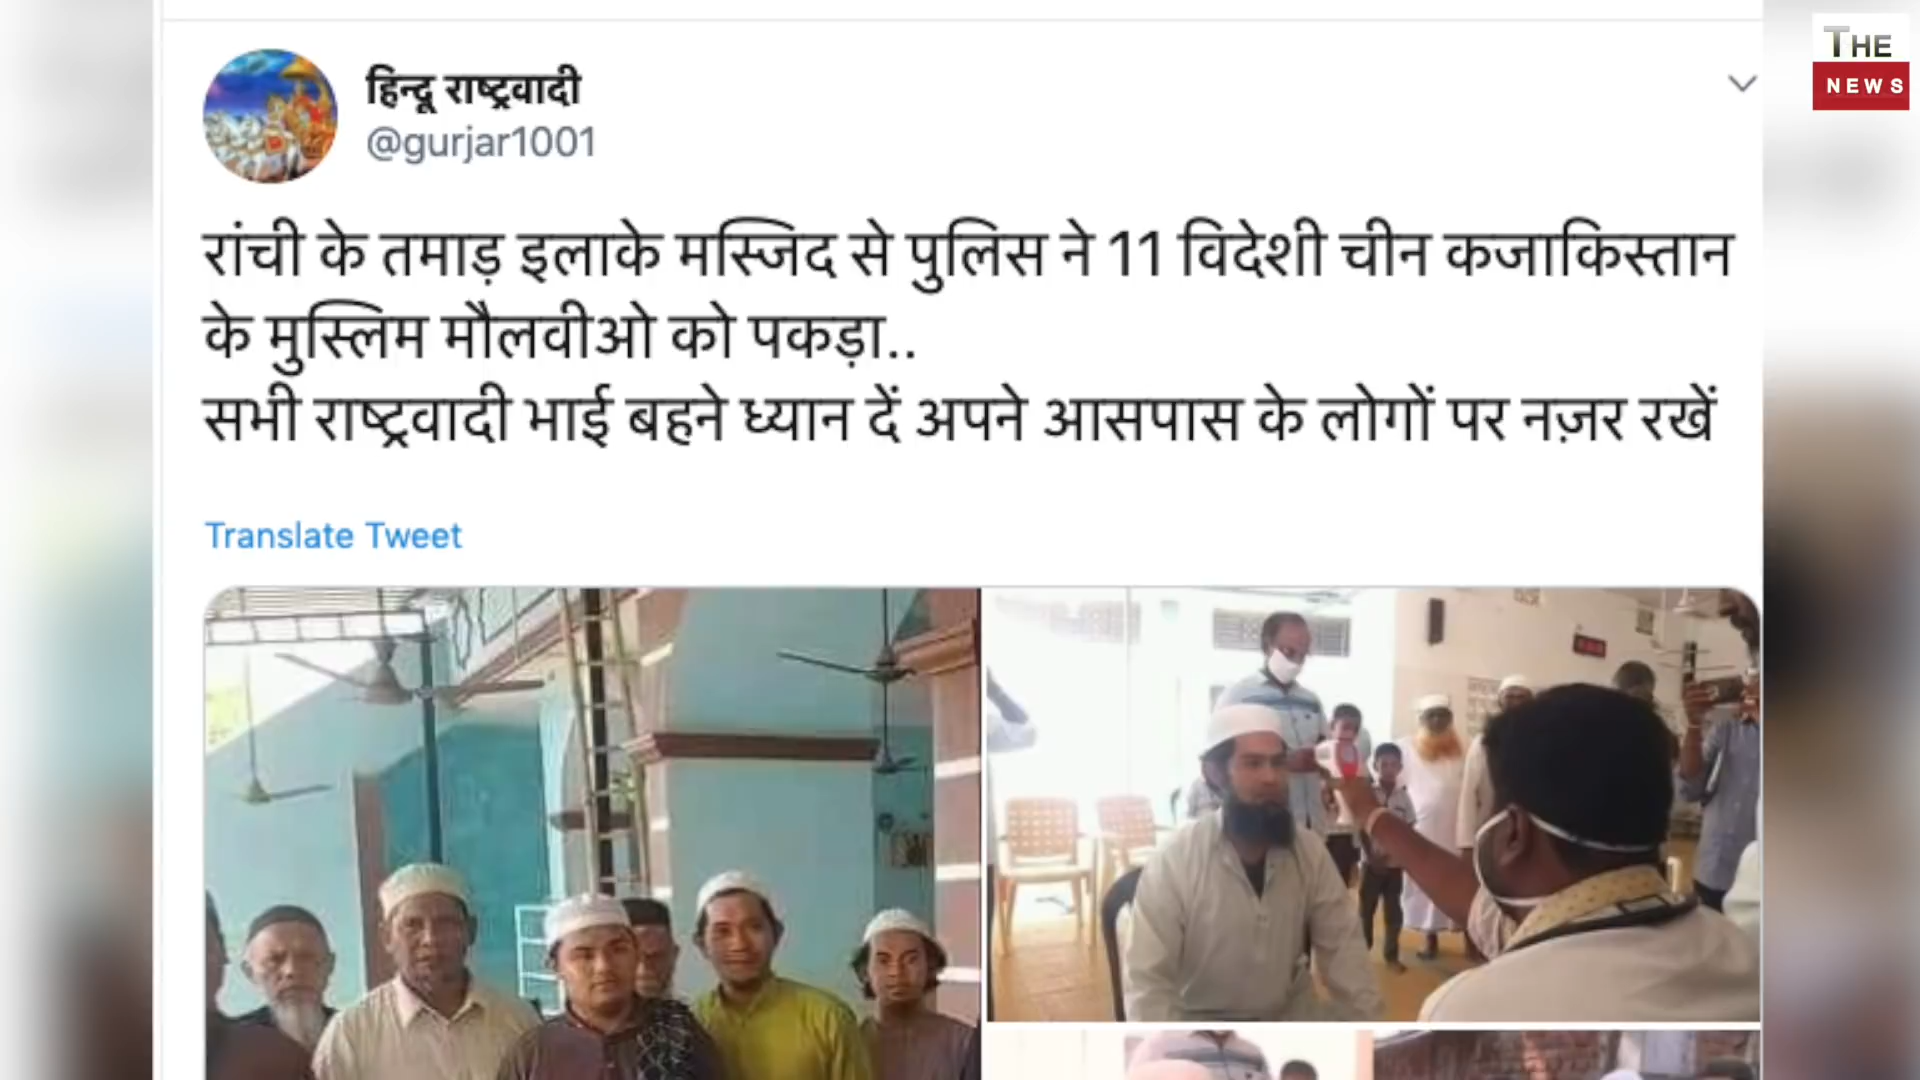 THE
NEWS
हिन्दू राष्ट्रवादी
@gurjar1001
रांची के तमाड़ इलाके मस्जिद से पुलिस ने 11 विदेशी चीन कजाकिस्तान
के मुस्लिम मौलवीओ को पकड़ा..
सभी राष्ट्रवादी भाई बहने ध्यान दें अपने आसपास के लोगों पर नज़र रखें
Translate Tweet